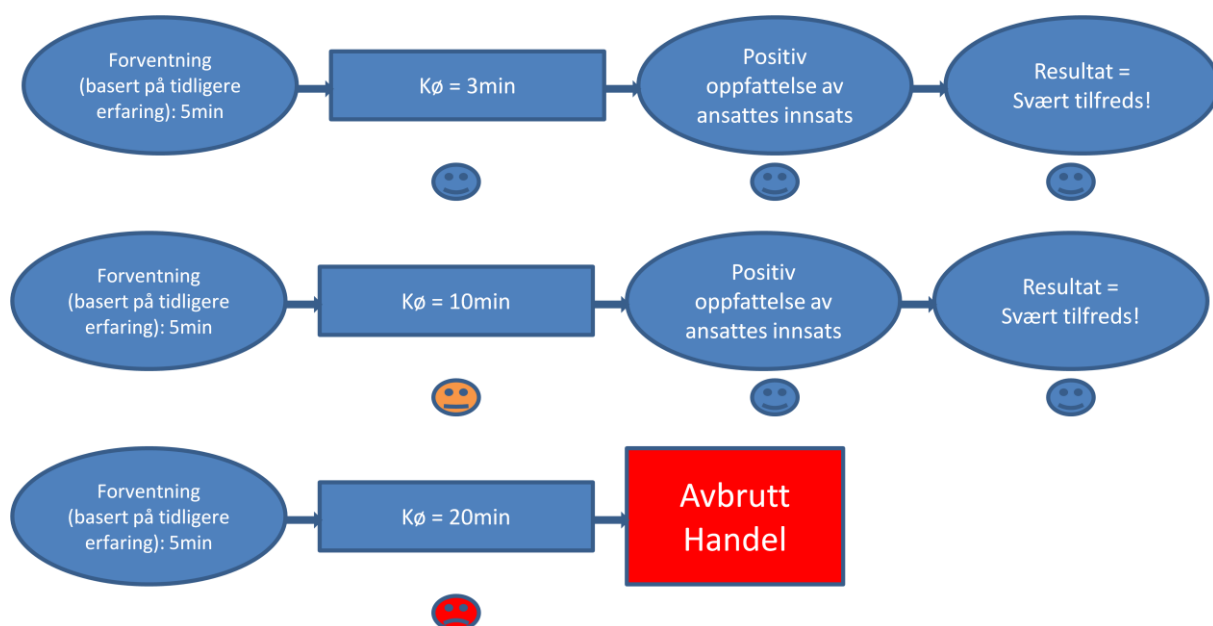 Forventning
(basert på tidligere
erfaring): 5min
Kø = 3min
Positiv
oppfattelse av
ansattes innsats
Resultat =
Svært tilfreds!
Forventning
(basert på tidligere
erfaring): 5min
Kø = 10min
Positiv
oppfattelse av
ansattes innsats
Resultat =
Svært tilfreds!
Forventning
(basert på tidligere
erfaring): 5min
Kø = 20min
Avbrutt
Handel